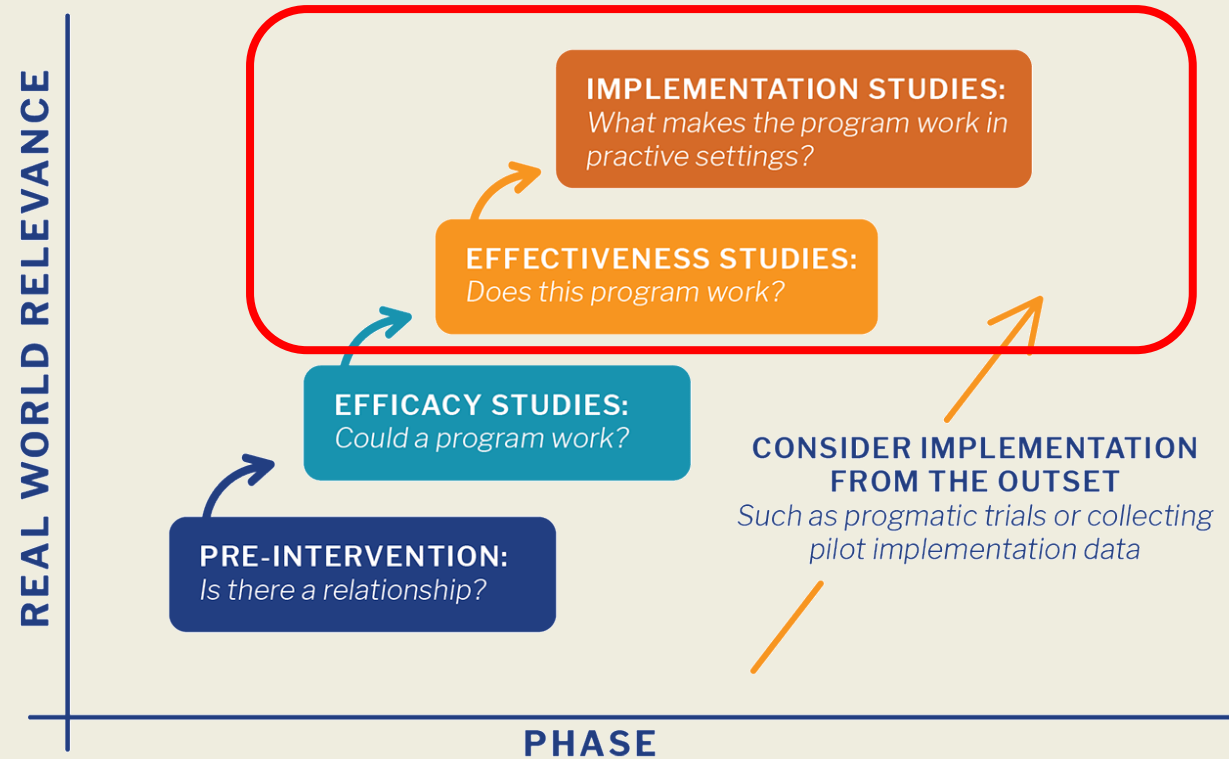 REAL WORLD RELEVANCE
IMPLEMENTATION STUDIES:
What makes the program work in
practive settings?
EFFECTIVENESS STUDIES:
Does this program work?
EFFICACY STUDIES:
Could a program work?
PRE-INTERVENTION:
Is there a relationship?
CONSIDER IMPLEMENTATION
FROM THE OUTSET
Such as progmatic trials or collecting
pilot implementation data
PHASE